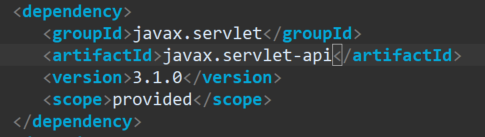 <dependency>
<groupId>javax.servlet</groupId>
<artifactId>javax.servlet-api</artifactId>
<version>3.1.0</version>
<scope>provided</scope>
</dependency>